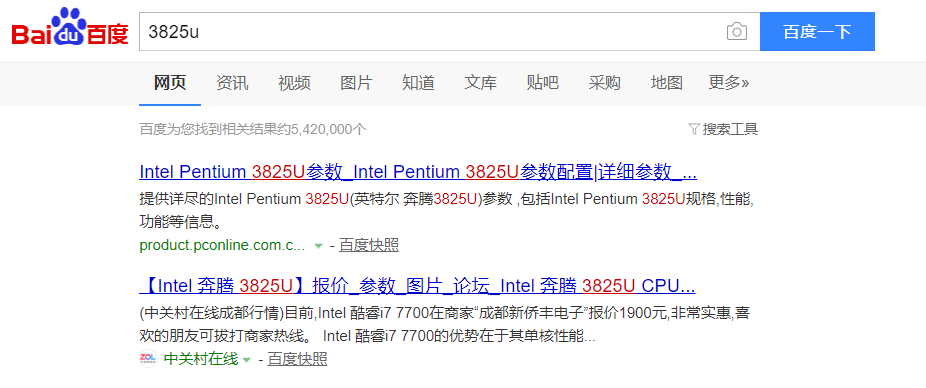 Bai du 百度 3825u 百度一下
网页 资讯 视频 图片 知道 文库 贴吧 采购 地图 更多»
百度为您找到相关结果约5,420,000个 搜索工具
Intel Pentium 3825U参数_Intel Pentium 3825U参数配置|详细参数_...
提供详尽的Intel Pentium 3825U(英特尔 奔腾3825U)参数 ,包括Intel Pentium 3825U规格,性能,
功能等信息。
product.pconline.com.c... - 百度快照
【Intel 奔腾 3825U】报价_参数_图片_论坛_Intel 奔腾 3825U CPU...
(中关村在线成都行情)目前,Intel 酷睿i7 7700在商家“成都新侨丰电子”报价1900元,非常实惠,喜
欢的朋友可拔打商家热线。 Intel 酷睿i7 7700的优势在于其单核性能...
ZOL 中关村在线 - 百度快照